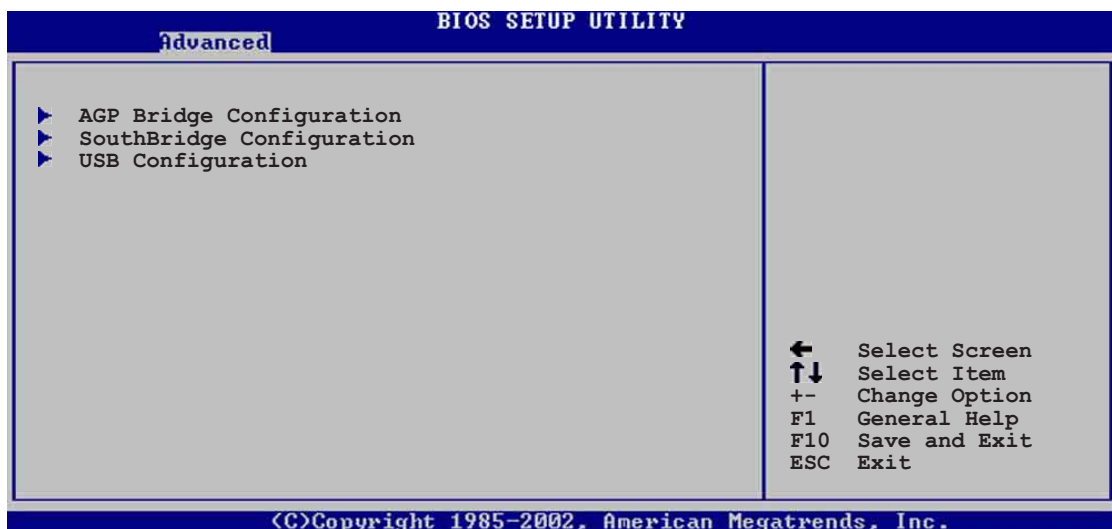 BIOS SETUP UTILITY
Advanced
AGP Bridge Configuration
SouthBridge Configuration
USB Configuration
← Select Screen
↑↓ Select Item
+- Change Option
F1 General Help
F10 Save and Exit
ESC Exit
(C)Copyright 1985-2002, American Megatrends, Inc.